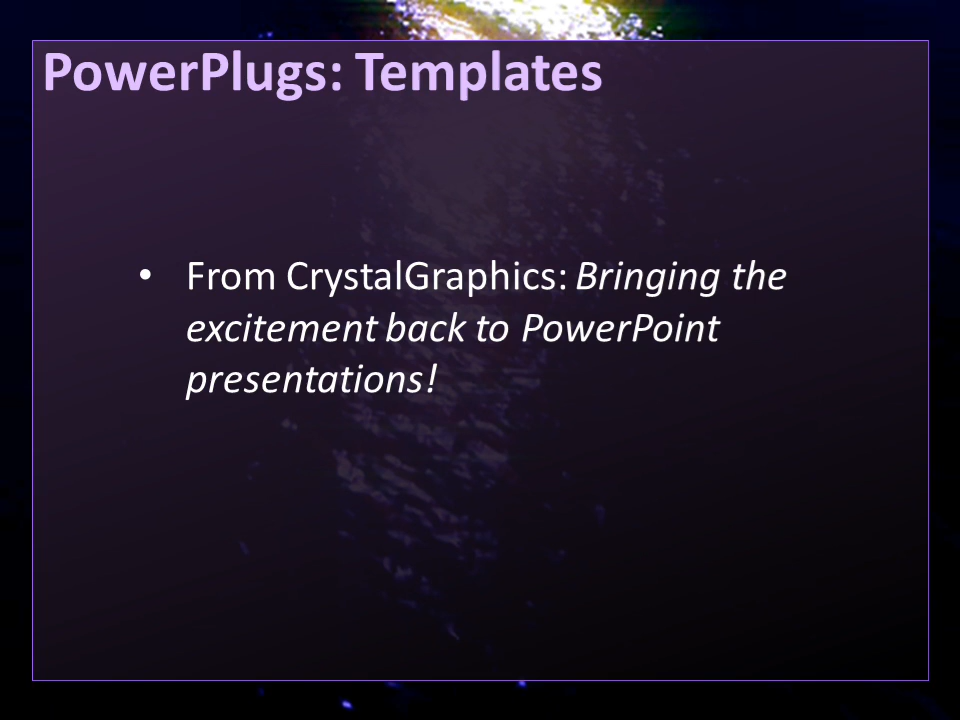 PowerPlugs: Templates
• From CrystalGraphics: Bringing the
excitement back to PowerPoint
presentations!